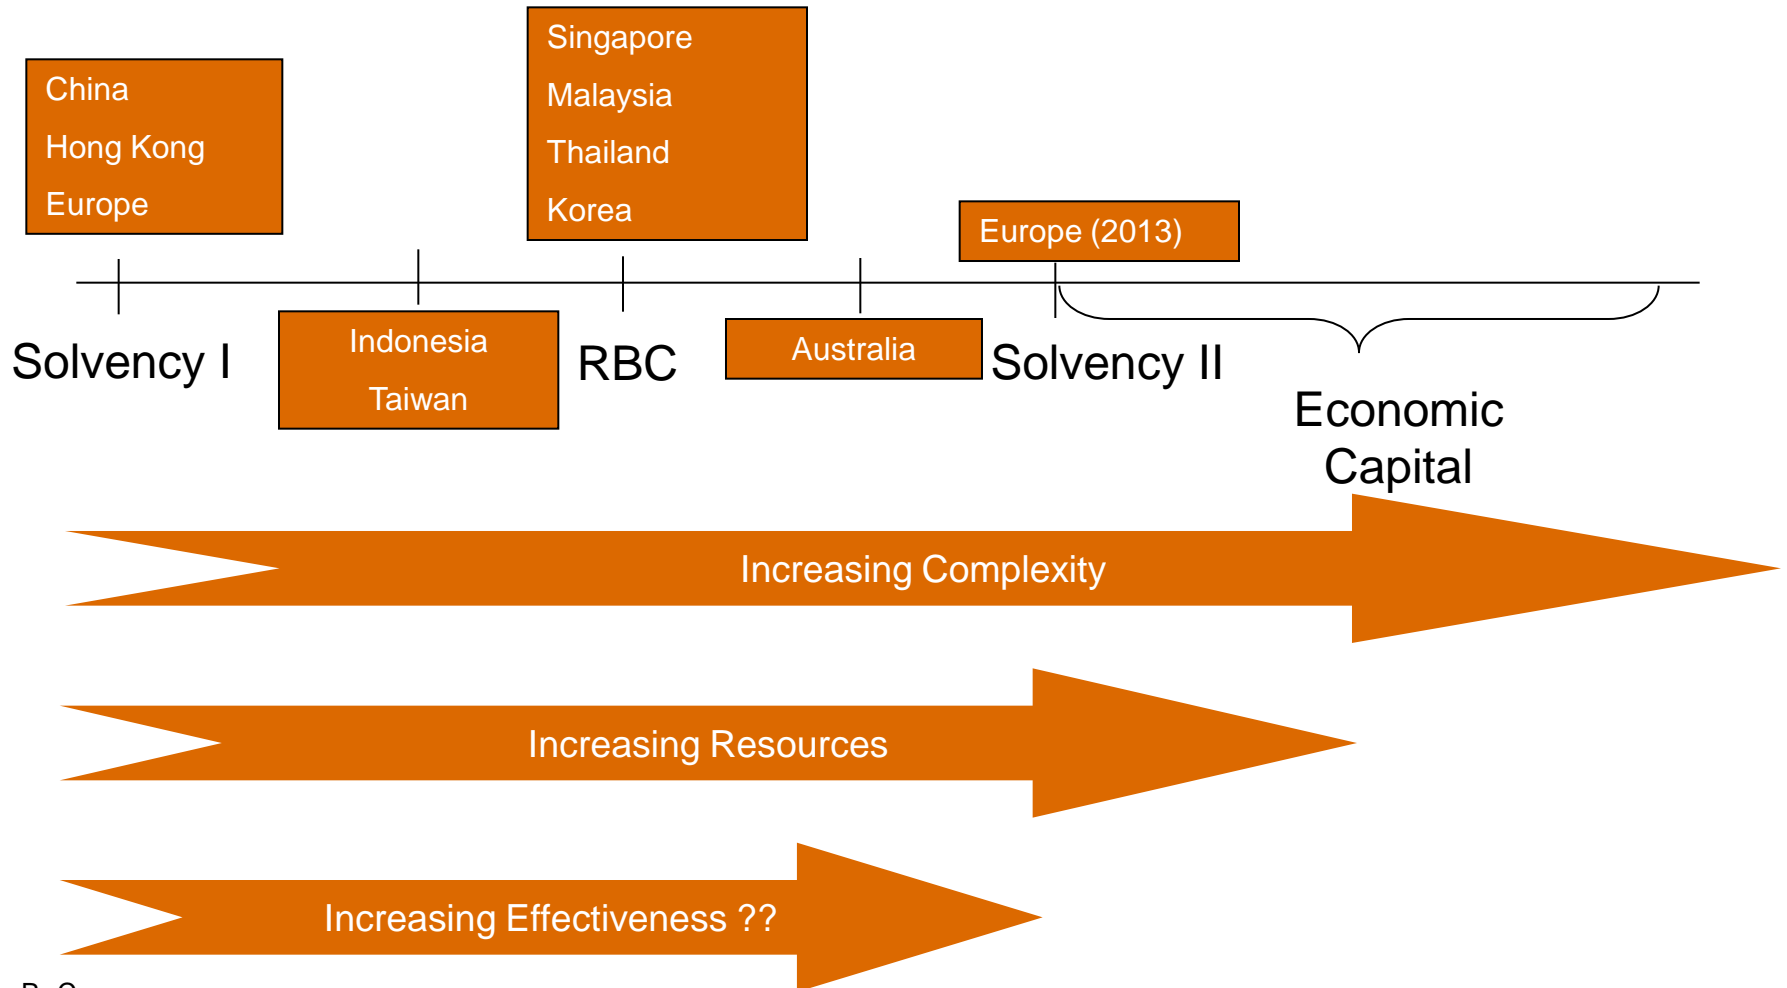 Singapore
Malaysia
Thailand
Korea
China
Hong Kong
Europe
Europe (2013)
Solvency I
Indonesia
Taiwan
RBC
Australia
Solvency II
Economic
Capital
Increasing Complexity
Increasing Resources
Increasing Effectiveness ??